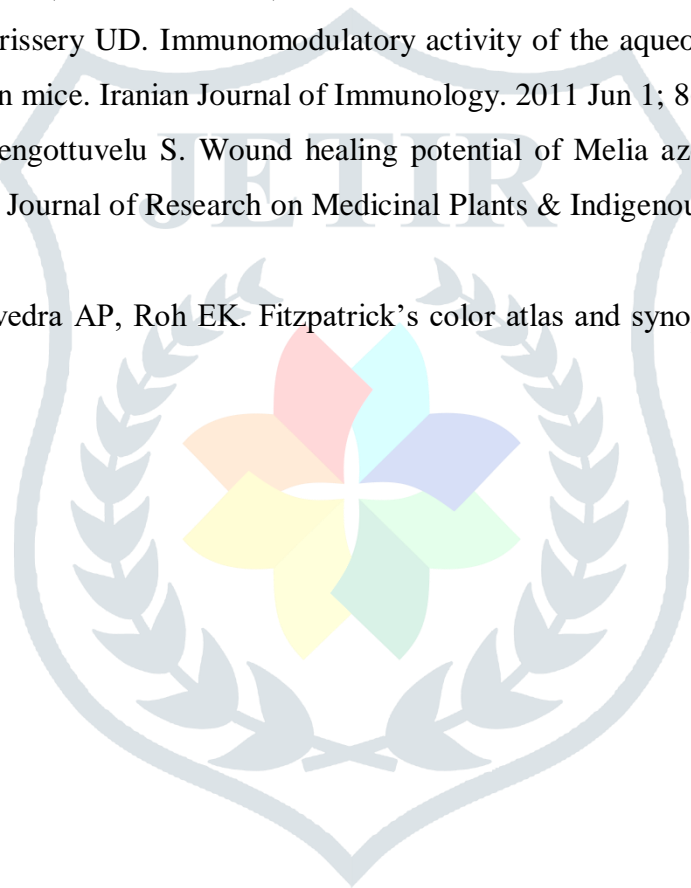 rissery UD. Immunomodulatory activity of the aqueo
n mice. Iranian Journal of Immunology. 2011 Jun 1; 8
engottuvelu S. Wound healing potential of Melia az
JETIR
Journal of Research on Medicinal Plants & Indigenou
vedra AP, Roh EK. Fitzpatrick’s color atlas and syno